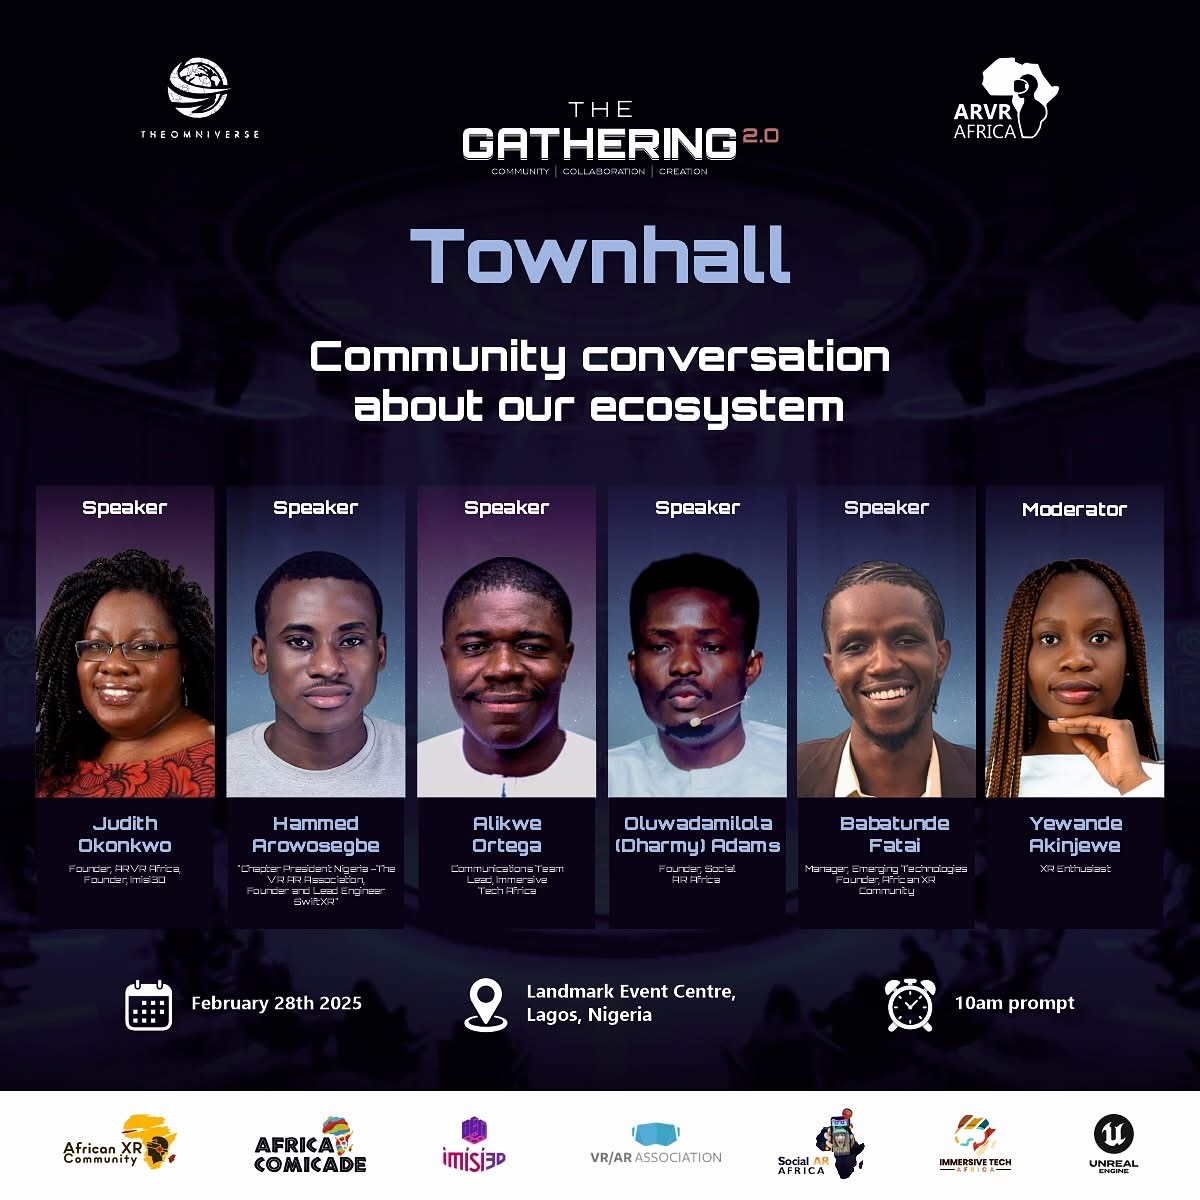 THEOMNIVERSE
THE
GATHERING 2.0
COMMUNITY | COLLABORATION | CREATION
ARVR
AFRICA
Townhall
Community conversation
about our ecosystem
Speaker
Judith
Okonkwo
Founder, ARVR Africa,
Founder, Imisi3D
Speaker
Hammed
Arowosegbe
"Chapter President Nigeria –The
VR AR Association,
Founder and Lead Engineer
SwiftXR"
Speaker
Alikwe
Ortega
Communications Team
Lead, Immersive
Tech Africa
Speaker
Oluwadamilola
(Dharmy) Adams
Founder, Social
AR Africa
Speaker
Babatunde
Fatai
Manager, Emerging Technologies
Founder, African XR
Community
Moderator
Yewande
Akinjewe
XR Enthusiast
February 28th 2025
Landmark Event Centre,
Lagos, Nigeria
10am prompt
African XR
Community
AFRICA
COMICADE
imisi3D
VR/AR ASSOCIATION
Social AR
AFRICA
IMMERSIVE TECH
AFRICA
UNREAL
ENGINE